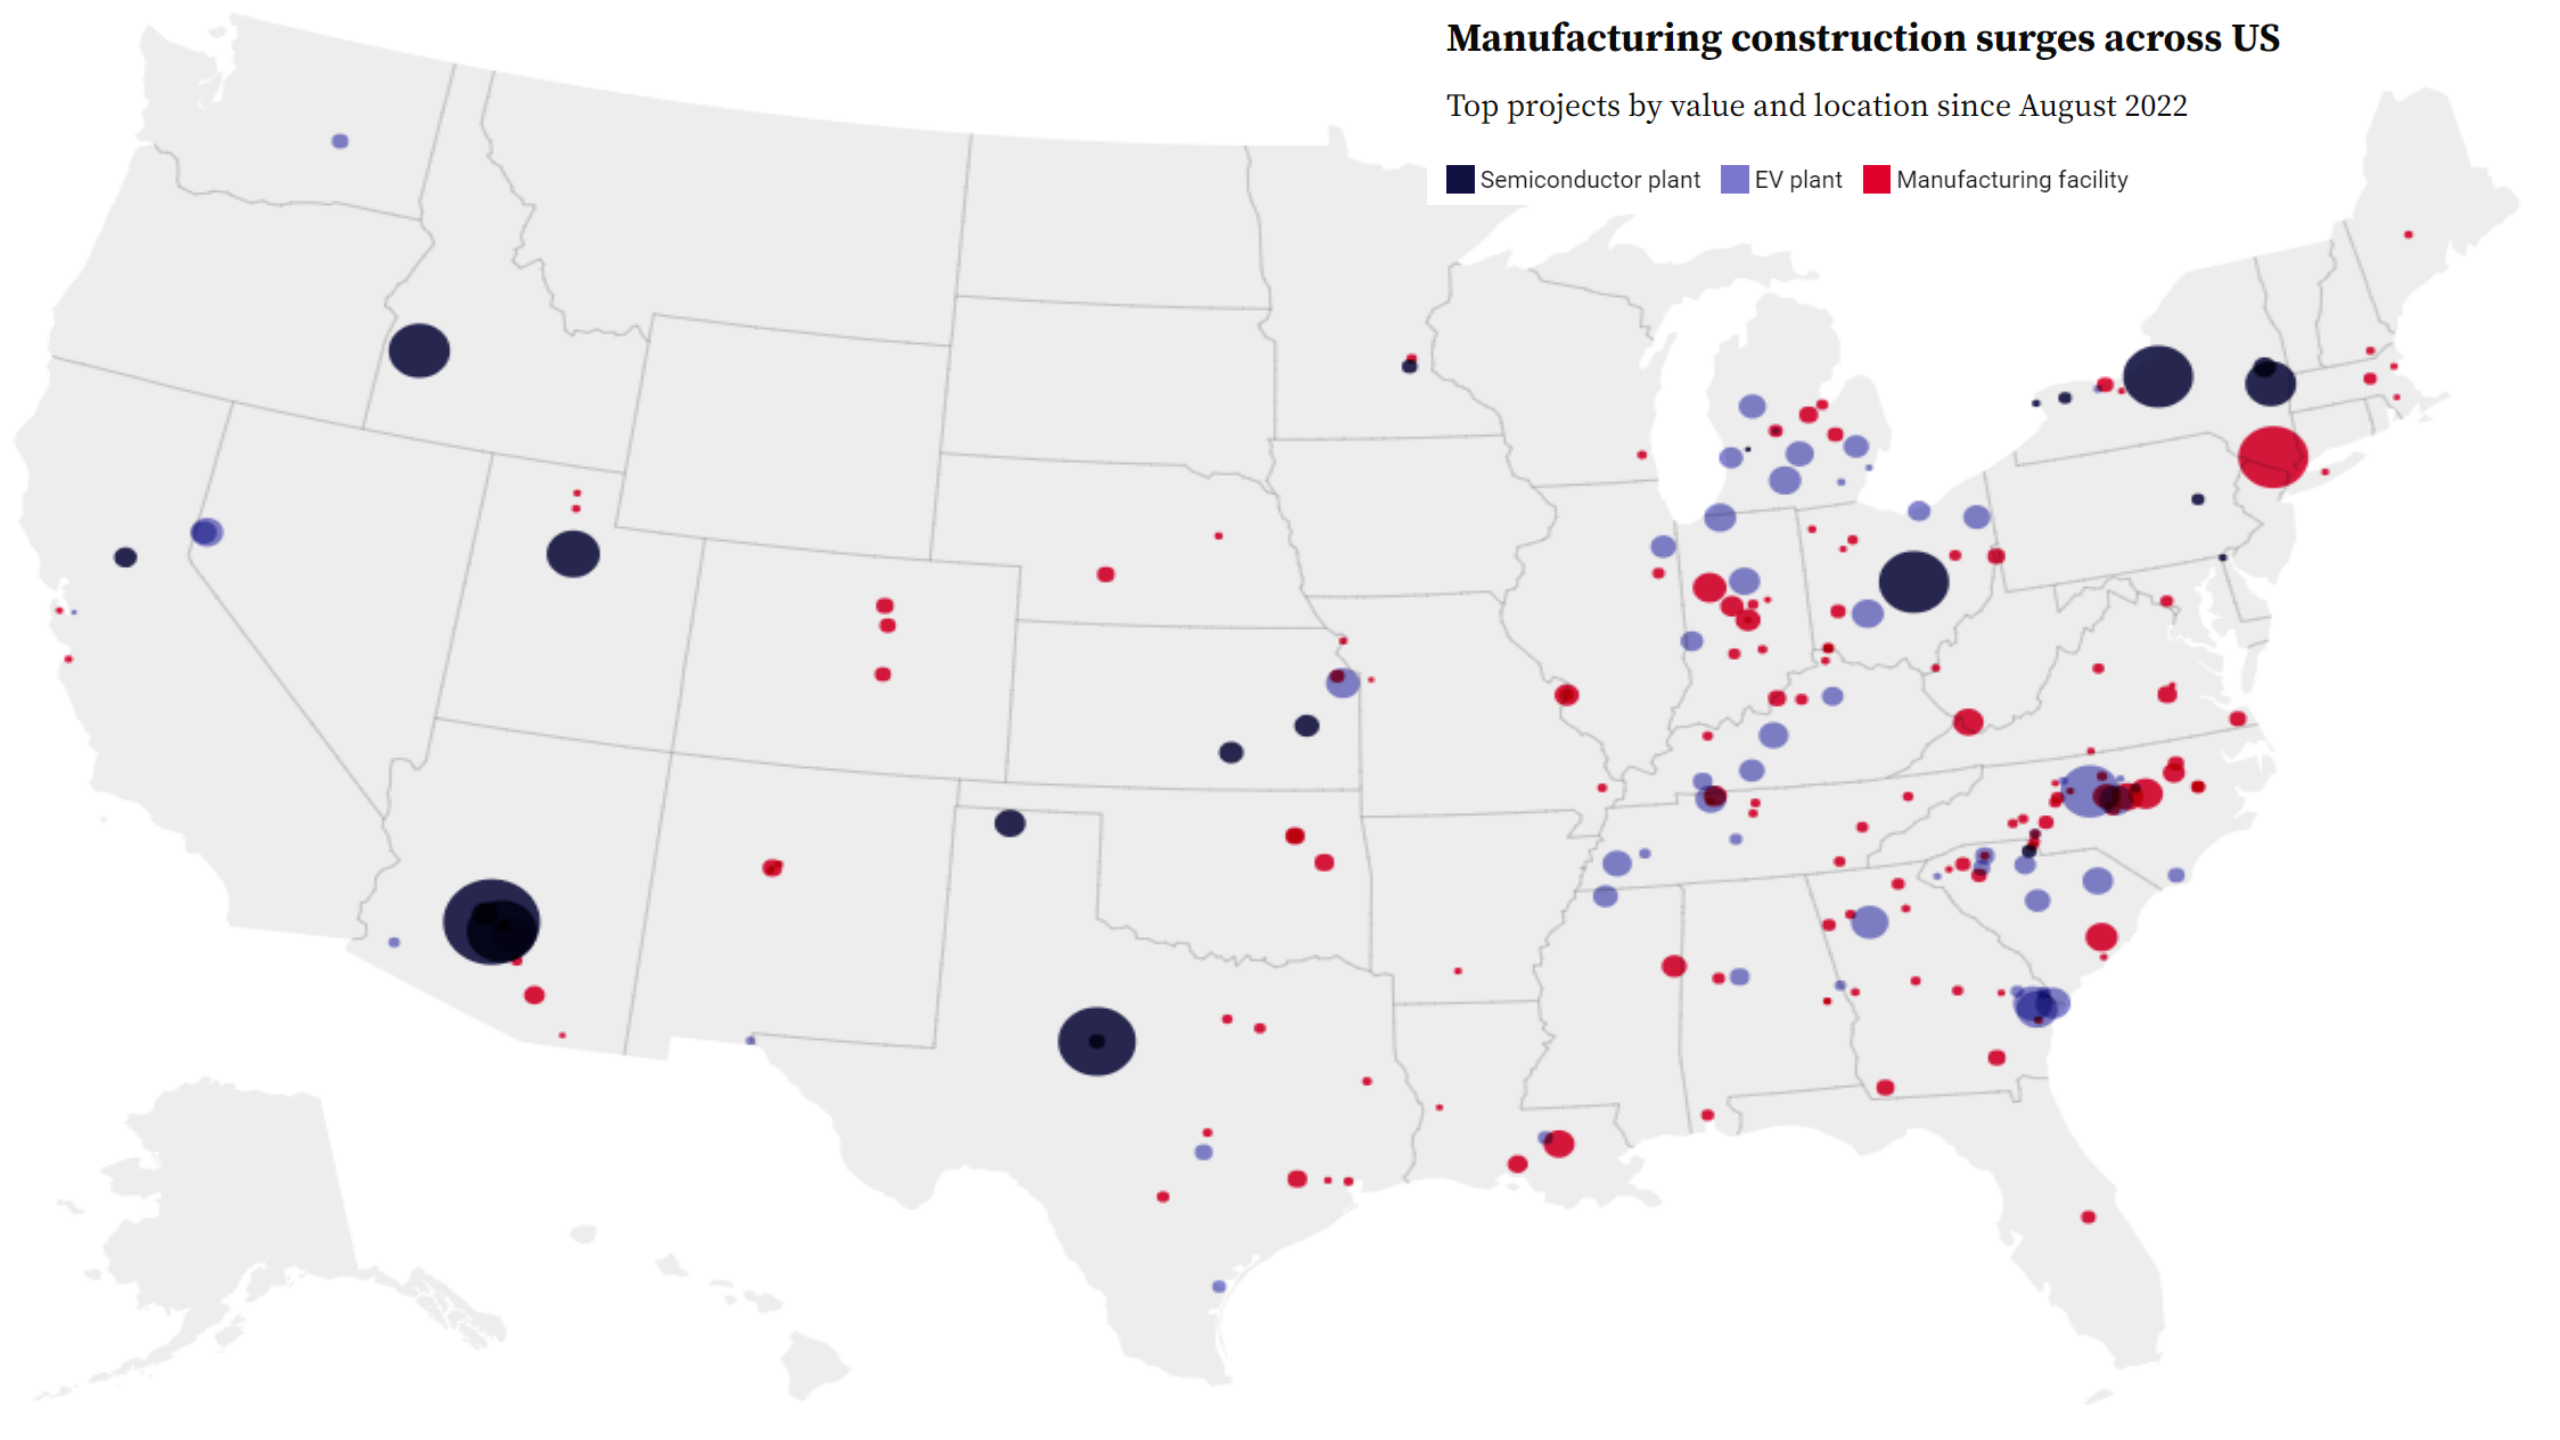 Manufacturing construction surges across US
Top projects by value and location since August 2022
Semiconductor plant EV plant Manufacturing facility